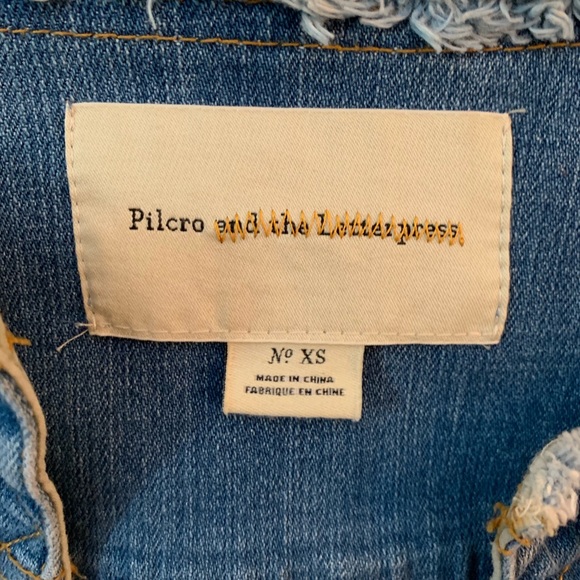 Pilcro and the Letterpress
Nº XS
MADE IN CHINA
FABRIQUE EN CHINE